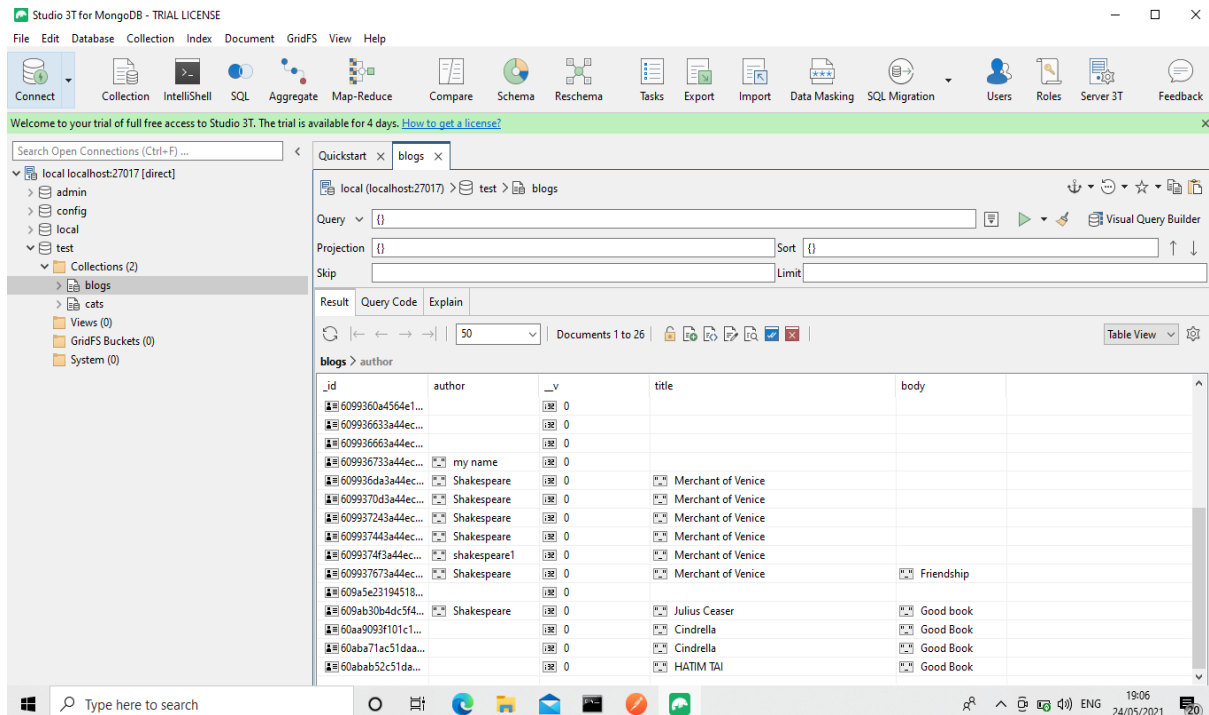 Studio 3T for MongoDB - TRIAL LICENSE
File Edit Database Collection Index Document GridFS View Help
Connect Collection IntelliShell SQL Aggregate Map-Reduce Compare Schema Reschema Tasks Export Import Data Masking SQL Migration Users Roles Server 3T Feedback
Welcome to your trial of full free access to Studio 3T. The trial is available for 4 days. How to get a license?
Search Open Connections (Ctrl+F) ...
local localhost:27017 [direct]
admin
config
local
test
Collections (2)
blogs
cats
Views (0)
GridFS Buckets (0)
System (0)
Quickstart blogs
local (localhost:27017) > test > blogs
Query {} Visual Query Builder
Projection {} Sort {}
Skip Limit
Result Query Code Explain
50 Documents 1 to 26 Table View
blogs > author
_id author __v title body
6099360a4564e1... 0
609936633a44ec... 0
609936663a44ec... 0
609936733a44ec... my name 0
609936da3a44ec... Shakespeare 0 Merchant of Venice
6099370d3a44ec... Shakespeare 0 Merchant of Venice
609937243a44ec... Shakespeare 0 Merchant of Venice
609937443a44ec... Shakespeare 0 Merchant of Venice
6099374f3a44ec... shakespeare1 0 Merchant of Venice
609937673a44ec... Shakespeare 0 Merchant of Venice Friendship
609a5e23194518... 0
609ab30b4dc5f4... Shakespeare 0 Julius Ceaser Good book
60aa9093f101c1... 0 Cindrella Good Book
60aba71ac51daa... 0 Cindrella Good Book
60abab52c51da... 0 HATIM TAI Good Book
Type here to search ENG 19:06
24/05/2021 20